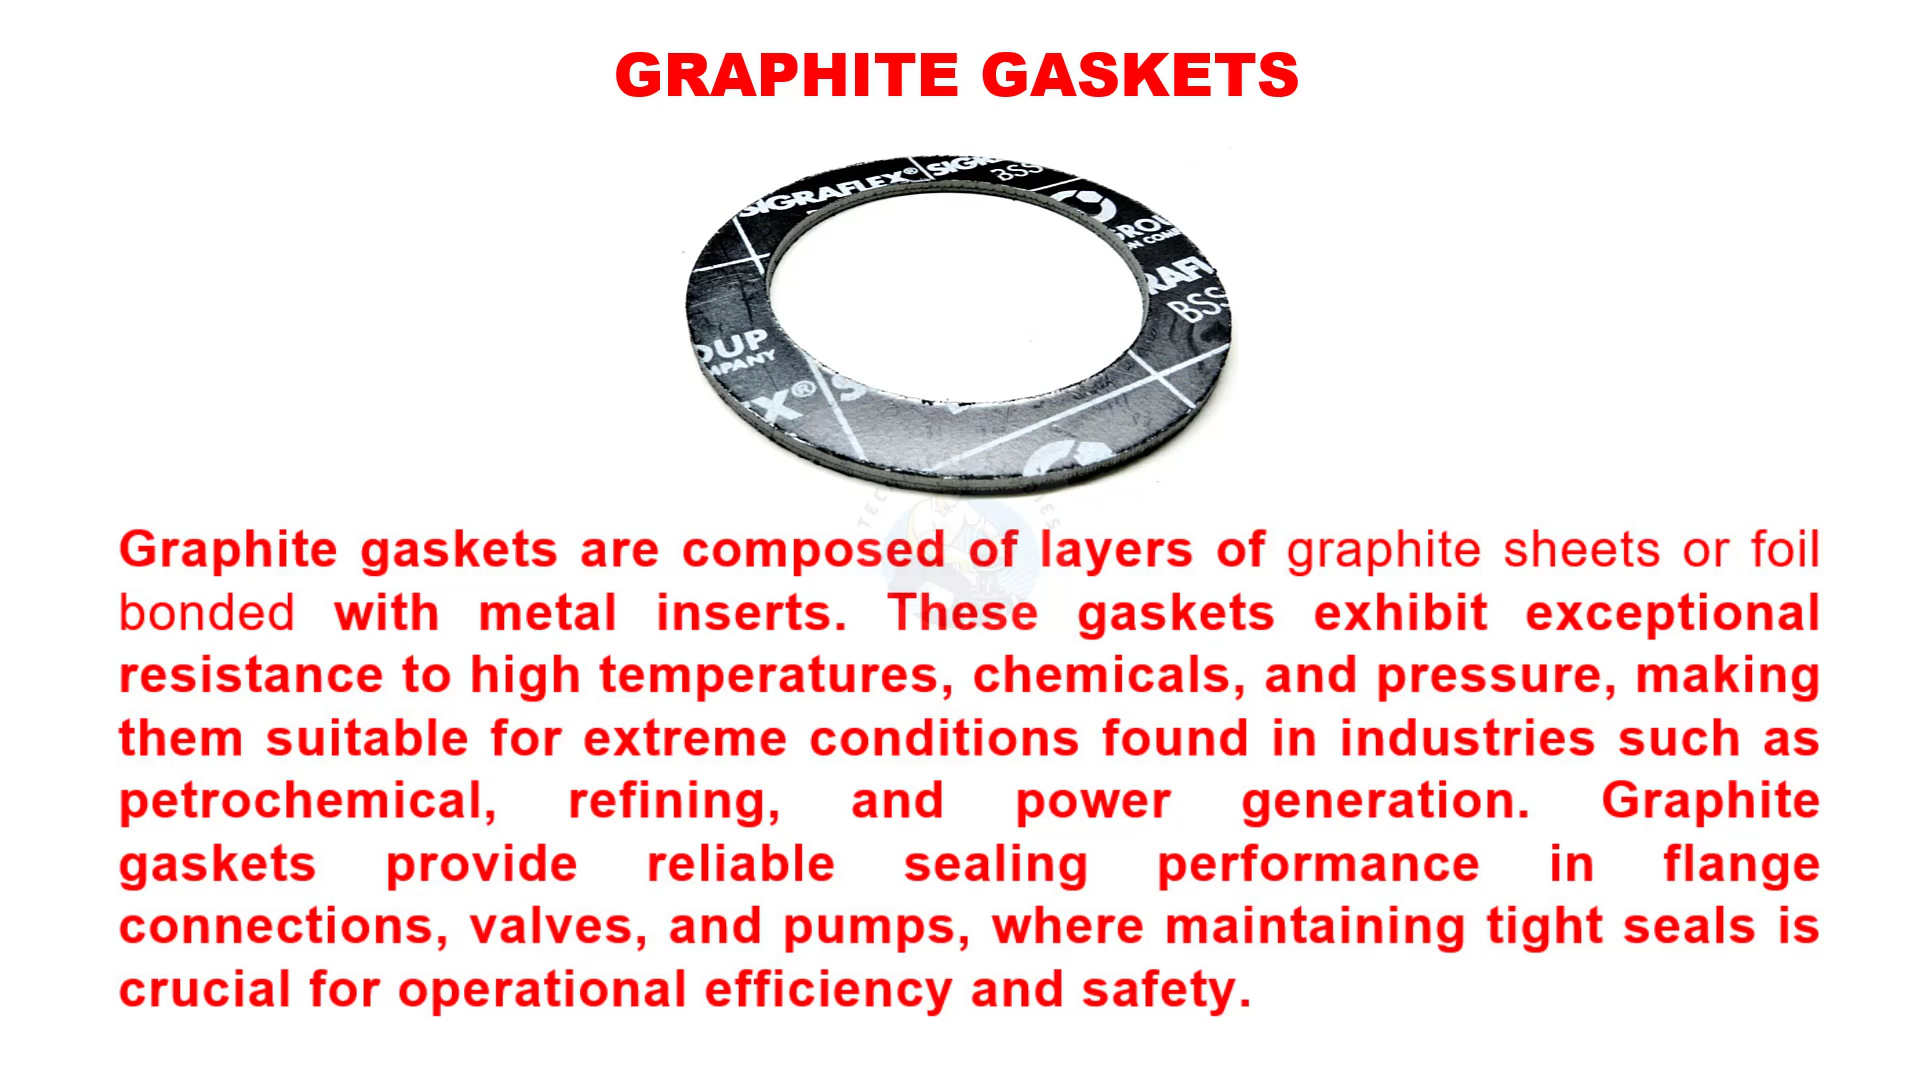 GRAPHITE GASKETS
SIGRAFLEX®
BSS
OUP
MPANY
X®
BSS
Graphite gaskets are composed of layers of graphite sheets or foil
bonded with metal inserts. These gaskets exhibit exceptional
resistance to high temperatures, chemicals, and pressure, making
them suitable for extreme conditions found in industries such as
petrochemical, refining, and power generation. Graphite
gaskets provide reliable sealing performance in flange
connections, valves, and pumps, where maintaining tight seals is
crucial for operational efficiency and safety.